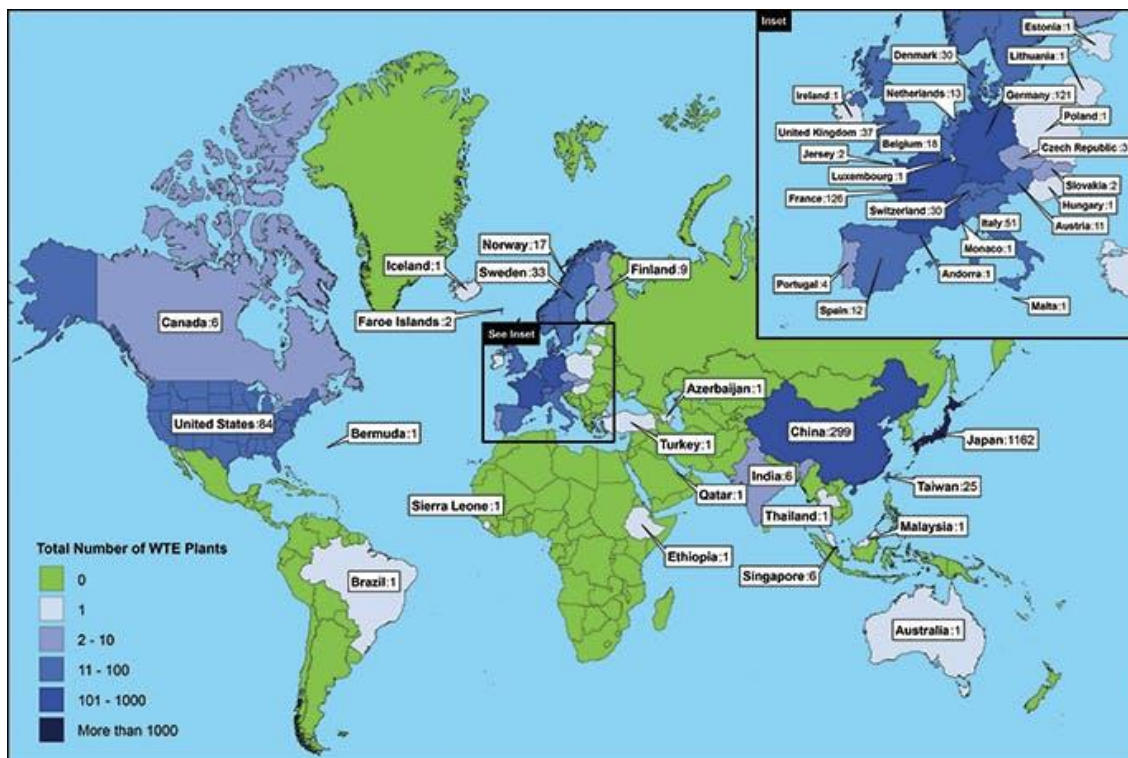 Inset
Estonia:1
Denmark:30
Lithuania:1
Netherlands:13
Germany:121
Ireland:1
Poland:1
United Kingdom:37
Belgium:18
Czech Republic:3
Jersey:2
Luxembourg:1
Slovakia:2
France:126
Hungary:1
Switzerland:30
Italy:51
Austria:11
Monaco:1
Portugal:4
Andorra:1
Spain:12
Malta:1
Norway:17
Iceland:1
Sweden:33
Finland:9
Canada:6
Faroe Islands:2
See Inset
Azerbaijan:1
United States:84
Bermuda:1
Turkey:1
China:299
Japan:1162
India:6
Qatar:1
Taiwan:25
Sierra Leone:1
Thailand:1
Malaysia:1
Ethiopia:1
Singapore:6
Brazil:1
Australia:1
Total Number of WTE Plants
0
1
2 - 10
11 - 100
101 - 1000
More than 1000